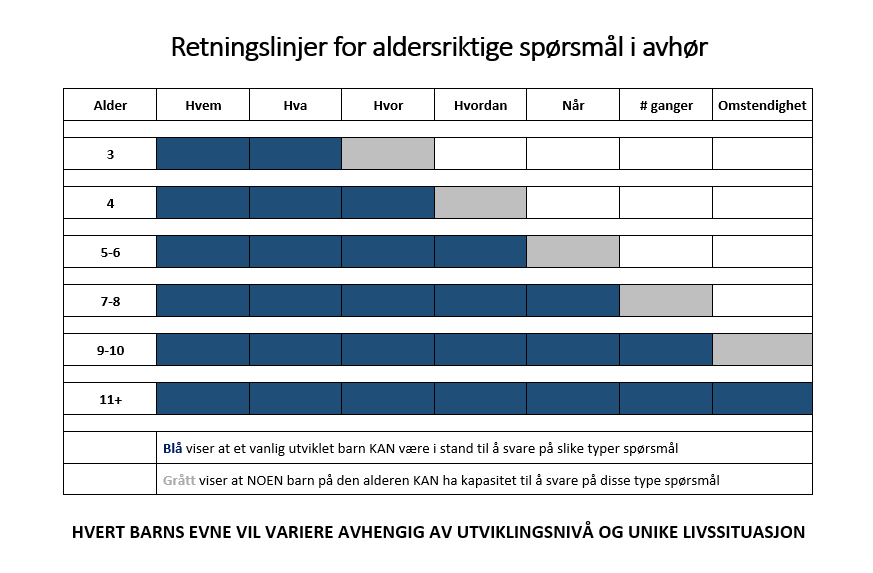 Retningslinjer for aldersriktige spørsmål i avhør
Alder Hvem Hva Hvor Hvordan Når # ganger Omstendighet
3
4
5-6
7-8
9-10
11+
Blå viser at et vanlig utviklet barn KAN være i stand til å svare på slike typer spørsmål
Grått viser at NOEN barn på den alderen KAN ha kapasitet til å svare på disse type spørsmål
HVERT BARNS EVNE VIL VARIERE AVHENGIG AV UTVIKLINGSNIVÅ OG UNIKE LIVSSITUASJON